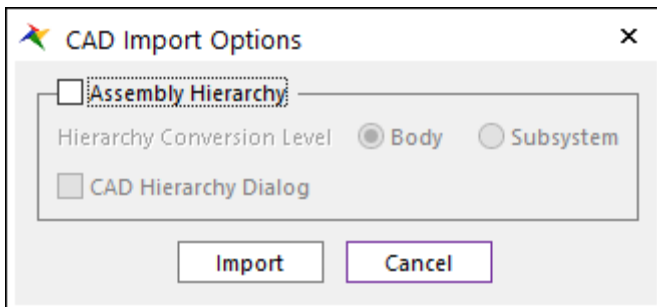 CAD Import Options
Assembly Hierarchy
Hierarchy Conversion Level Body Subsystem
CAD Hierarchy Dialog
Import Cancel